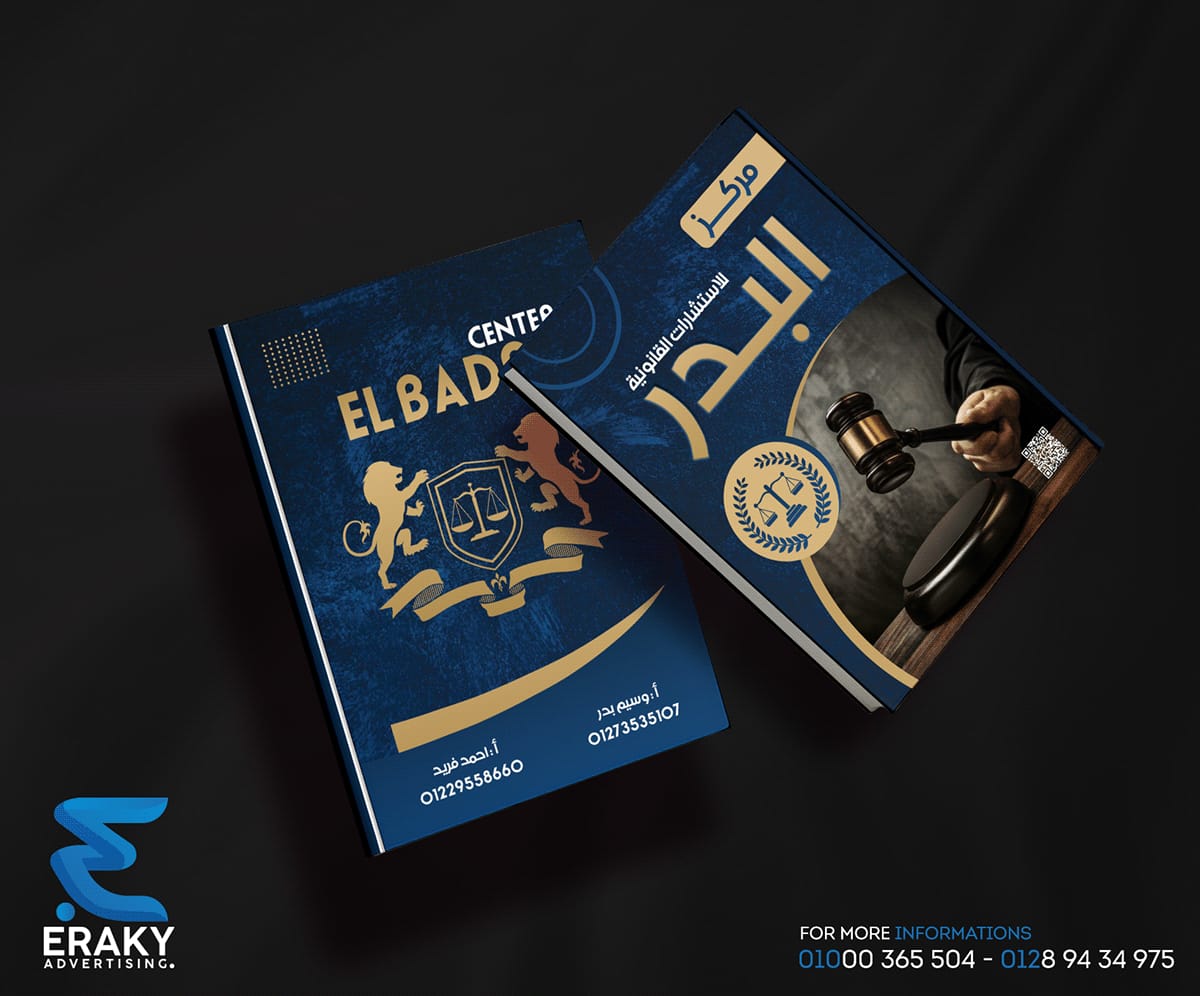 CENTER
EL BADR
أ: احمد فريد
01229558660
أ: وسيم بدر
01273535107
مركز
البدر
للاستشارات القانونية
ERAKY
ADVERTISING.
FOR MORE INFORMATIONS
01000 365 504 - 0128 94 34 975